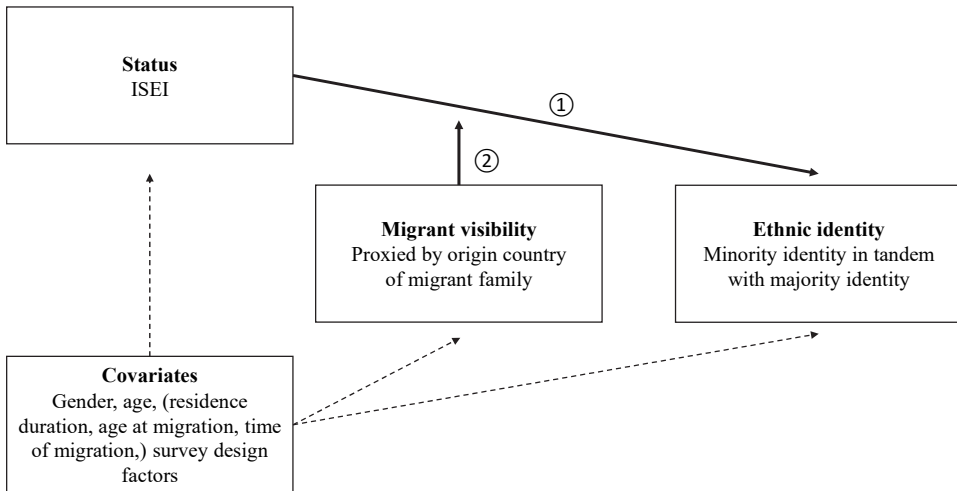 Status
ISEI
①
②
Migrant visibility
Proxied by origin country
of migrant family
Ethnic identity
Minority identity in tandem
with majority identity
Covariates
Gender, age, (residence
duration, age at migration, time
of migration,) survey design
factors